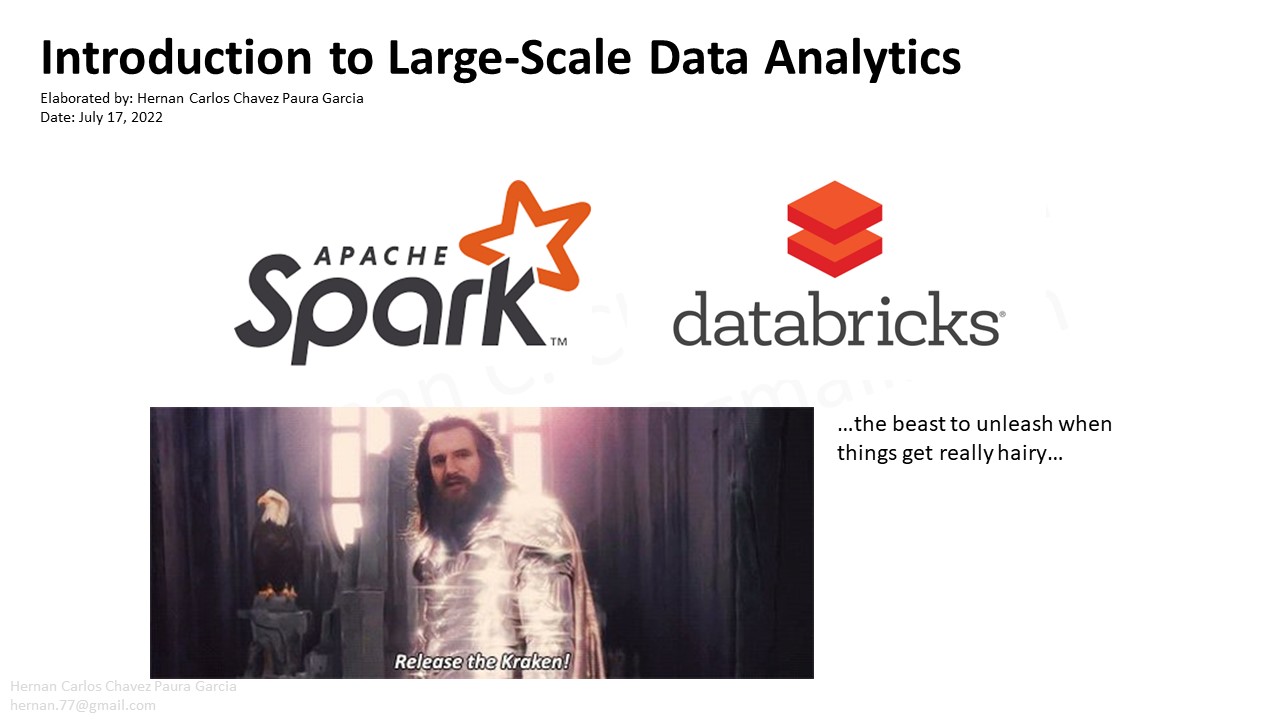 Introduction to Large-Scale Data Analytics
Elaborated by: Hernan Carlos Chavez Paura Garcia
Date: July 17, 2022
APACHE
Spark™
databricks®
…the beast to unleash when
things get really hairy…
Release the Kraken!
Hernan Carlos Chavez Paura Garcia
hernan.77@gmail.com